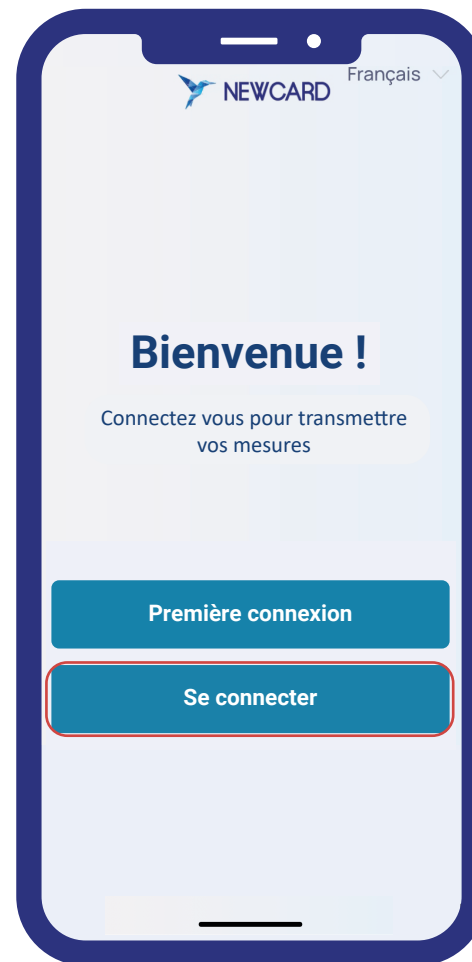 Français
NEWCARD
Bienvenue !
Connectez vous pour transmettre
vos mesures
Première connexion
Se connecter